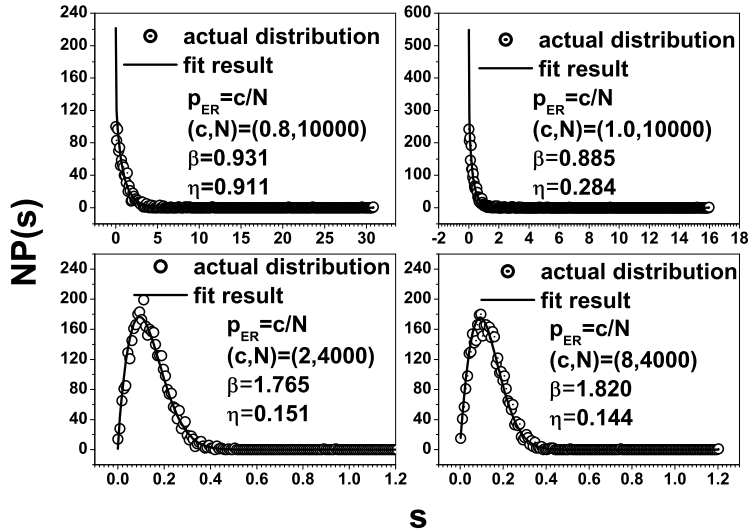 NP(s)
240
200
160
120
80
40
0
0 5 10 15 20 25 30
actual distribution
fit result
pER=c/N
(c,N)=(0.8,10000)
β=0.931
η=0.911
600
500
400
300
200
100
0
-2 0 2 4 6 8 10 12 14 16 18
actual distribution
fit result
pER=c/N
(c,N)=(1.0,10000)
β=0.885
η=0.284
240
200
160
120
80
40
0
0.0 0.2 0.4 0.6 0.8 1.0 1.2
actual distribution
fit result
pER=c/N
(c,N)=(2,4000)
β=1.765
η=0.151
240
200
160
120
80
40
0
0.0 0.2 0.4 0.6 0.8 1.0 1.2
actual distribution
fit result
pER=c/N
(c,N)=(8,4000)
β=1.820
η=0.144
s